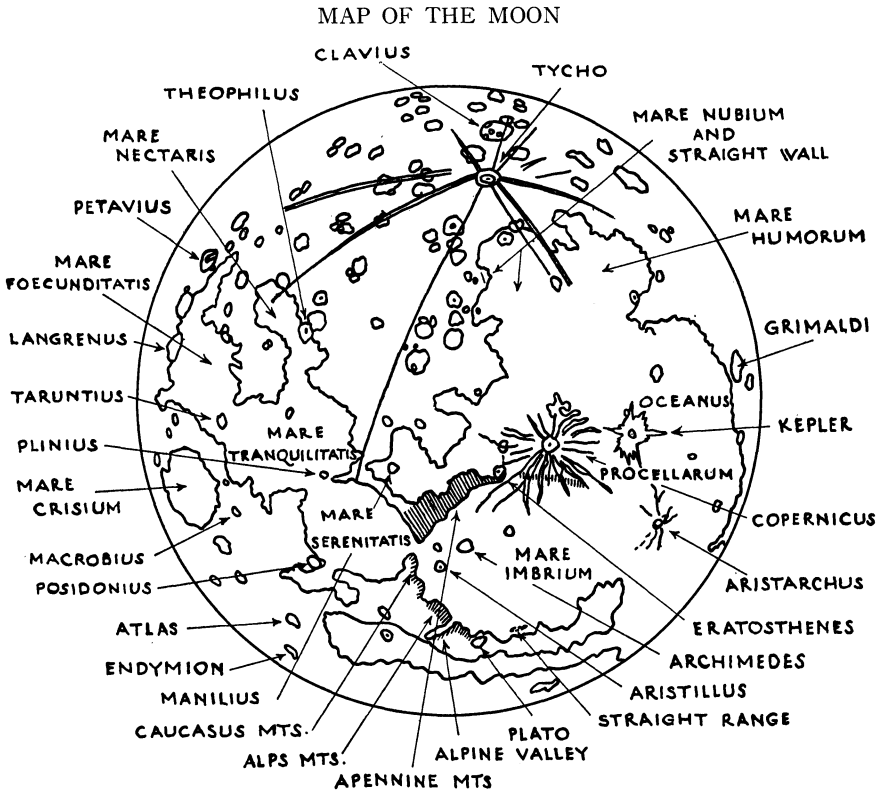 MAP OF THE MOON
CLAVIUS
TYCHO
THEOPHILUS
MARE NUBIUM
AND
STRAIGHT WALL
MARE
NECTARIS
PETAVIUS
MARE
HUMORUM
MARE
FOECUNDITATIS
LANGRENUS
GRIMALDI
TARUNTIUS
OCEANUS
KEPLER
PLINIUS
MARE
TRANQUILITATIS
PROCELLARUM
MARE
CRISIUM
MARE
SERENITATIS
COPERNICUS
MACROBIUS
MARE
IMBRIUM
POSIDONIUS
ARISTARCHUS
ATLAS
ERATOSTHENES
ENDYMION
ARCHIMEDES
MANILIUS
ARISTILLUS
CAUCASUS MTS.
STRAIGHT RANGE
ALPS MTS.
PLATO
ALPINE VALLEY
APENNINE MTS